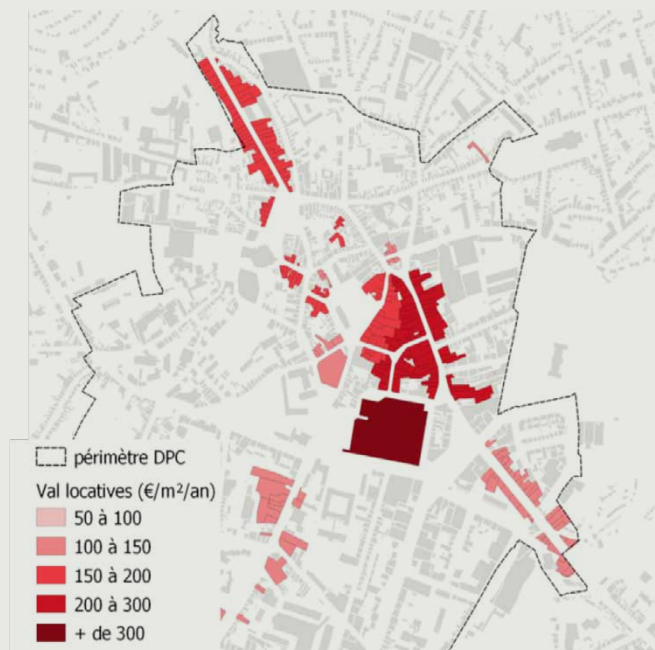 périmètre DPC
Val locatives (€/m²/an)
50 à 100
100 à 150
150 à 200
200 à 300
+ de 300